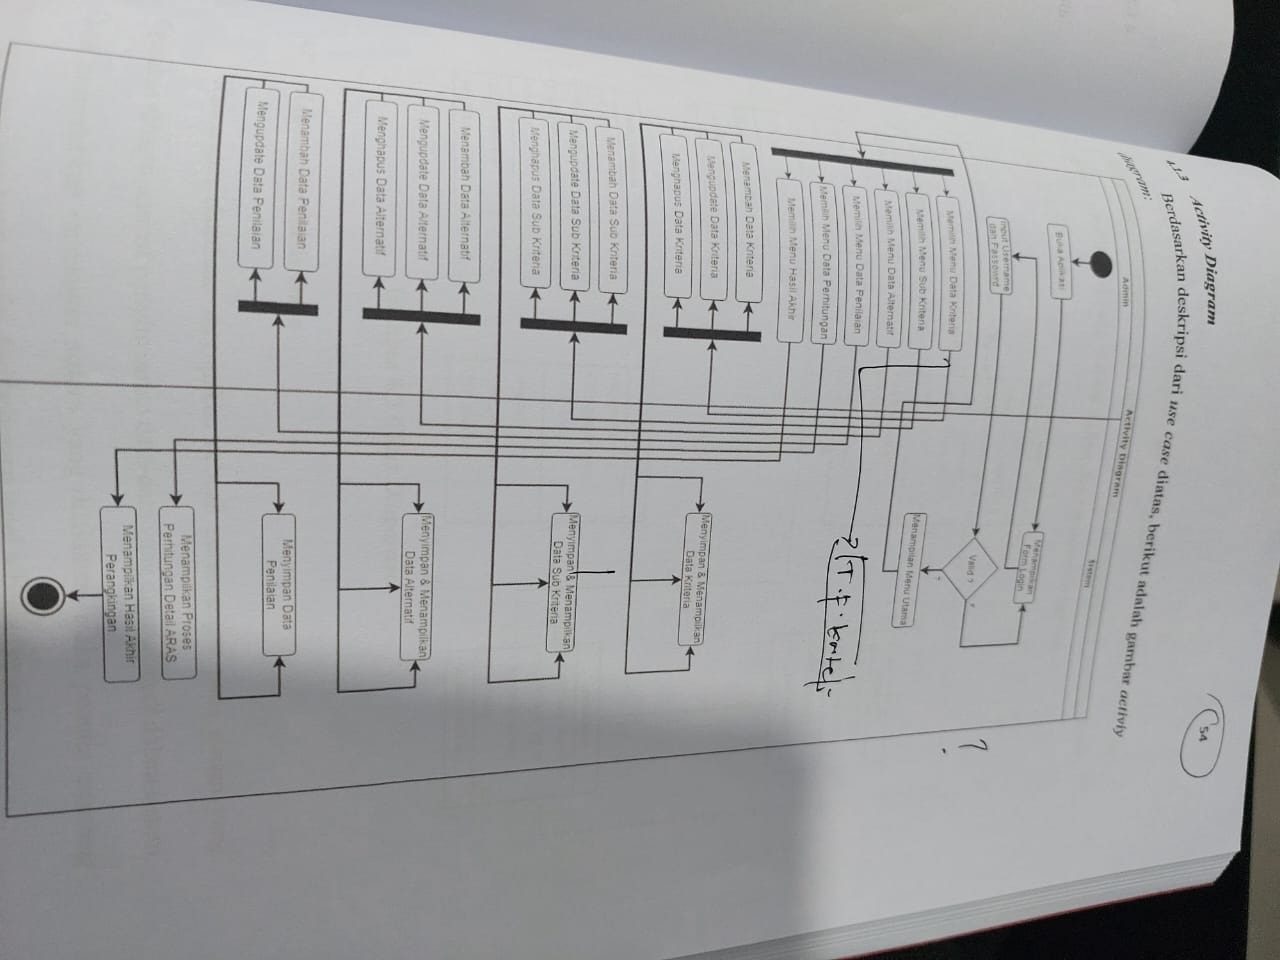 54
4.1.3 Activity Diagram
Berdasarkan deskripsi dari use case diatas, berikut adalah gambar activiy
diagram:
Activity Diagram
Admin
Sistem
Buka Aplikasi
Menampilkan
Form Login
Input Username
dan Passowrd
Valid ?
Menampilan Menu Utama
Memilih Menu Data Kriteria
Memilih Menu Sub Kriteria
Memilih Menu Data Alternatif
Memilih Menu Data Penilaian
Memilih Menu Data Perhitungan
Memilih Menu Hasil Akhir
?
Menambah Data Kriteria
Mengupdate Data Kriteria
Menghapus Data Kriteria
Menyimpan & Menampilkan
Data Kriteria
Menambah Data Sub Kriteria
Mengupdate Data Sub Kriteria
Menghapus Data Sub Kriteria
Menyimpan & Menampilkan
Data Sub Kriteria
Menambah Data Alternatif
Mengupdate Data Alternatif
Menghapus Data Alternatif
Menyimpan & Menampilkan
Data Alternatif
Menambah Data Penilaian
Mengupdate Data Penilaian
Menyimpan Data
Penilaian
Menampilkan Proses
Perhitungan Detail ARAS
Menampilkan Hasil Akhir
Perangkingan